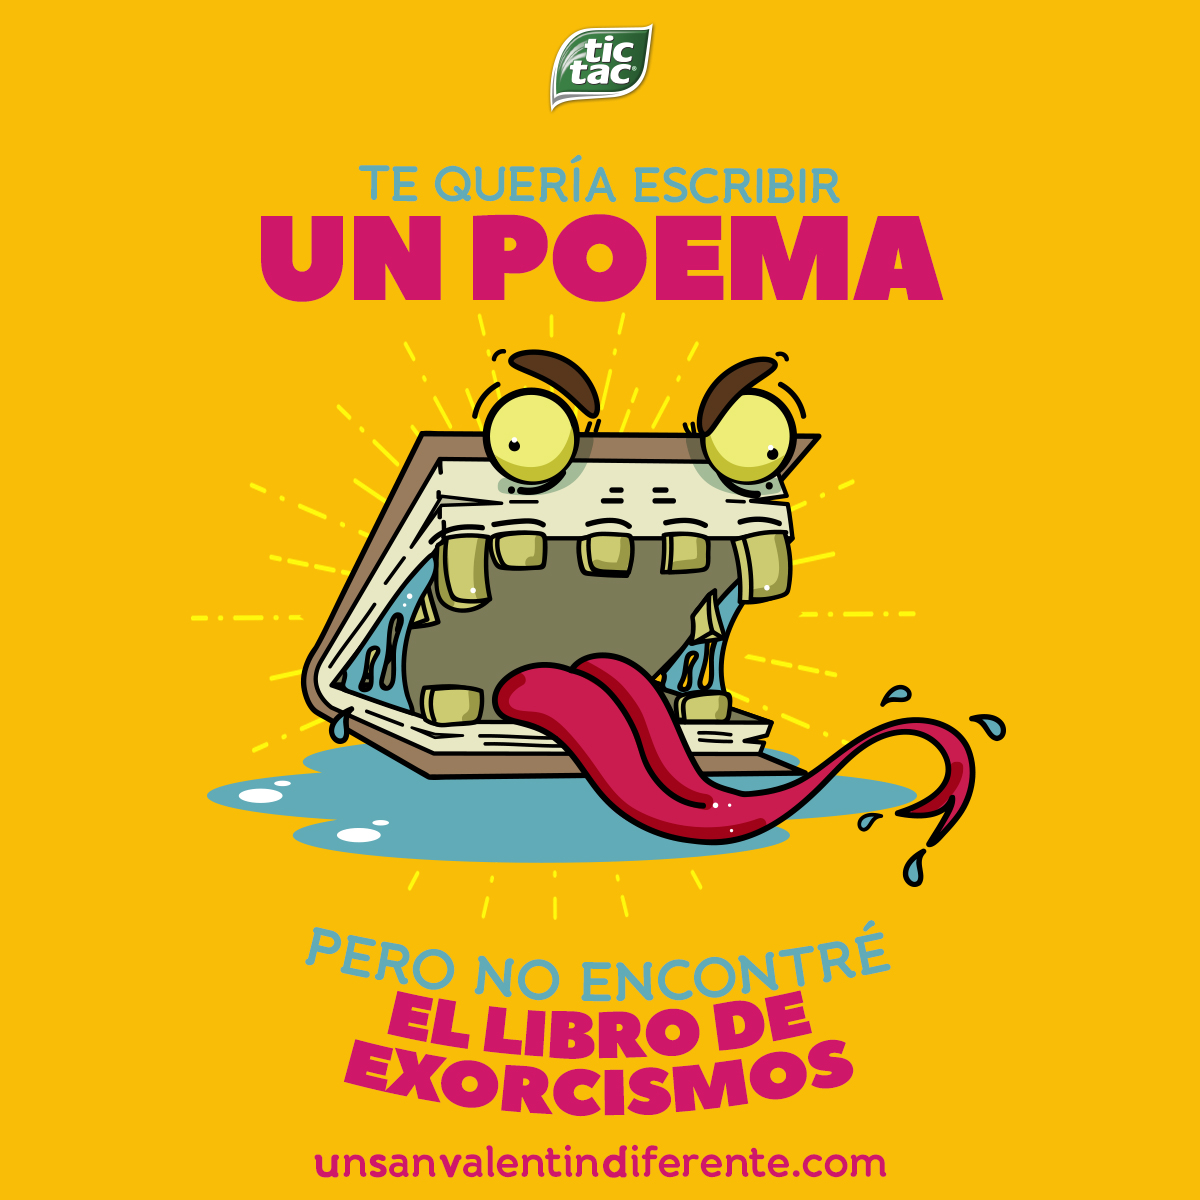 tic
tac
TE QUERÍA ESCRIBIR
UN POEMA
PERO NO ENCONTRÉ
EL LIBRO DE
EXORCISMOS
unsanvalentindiferente.com